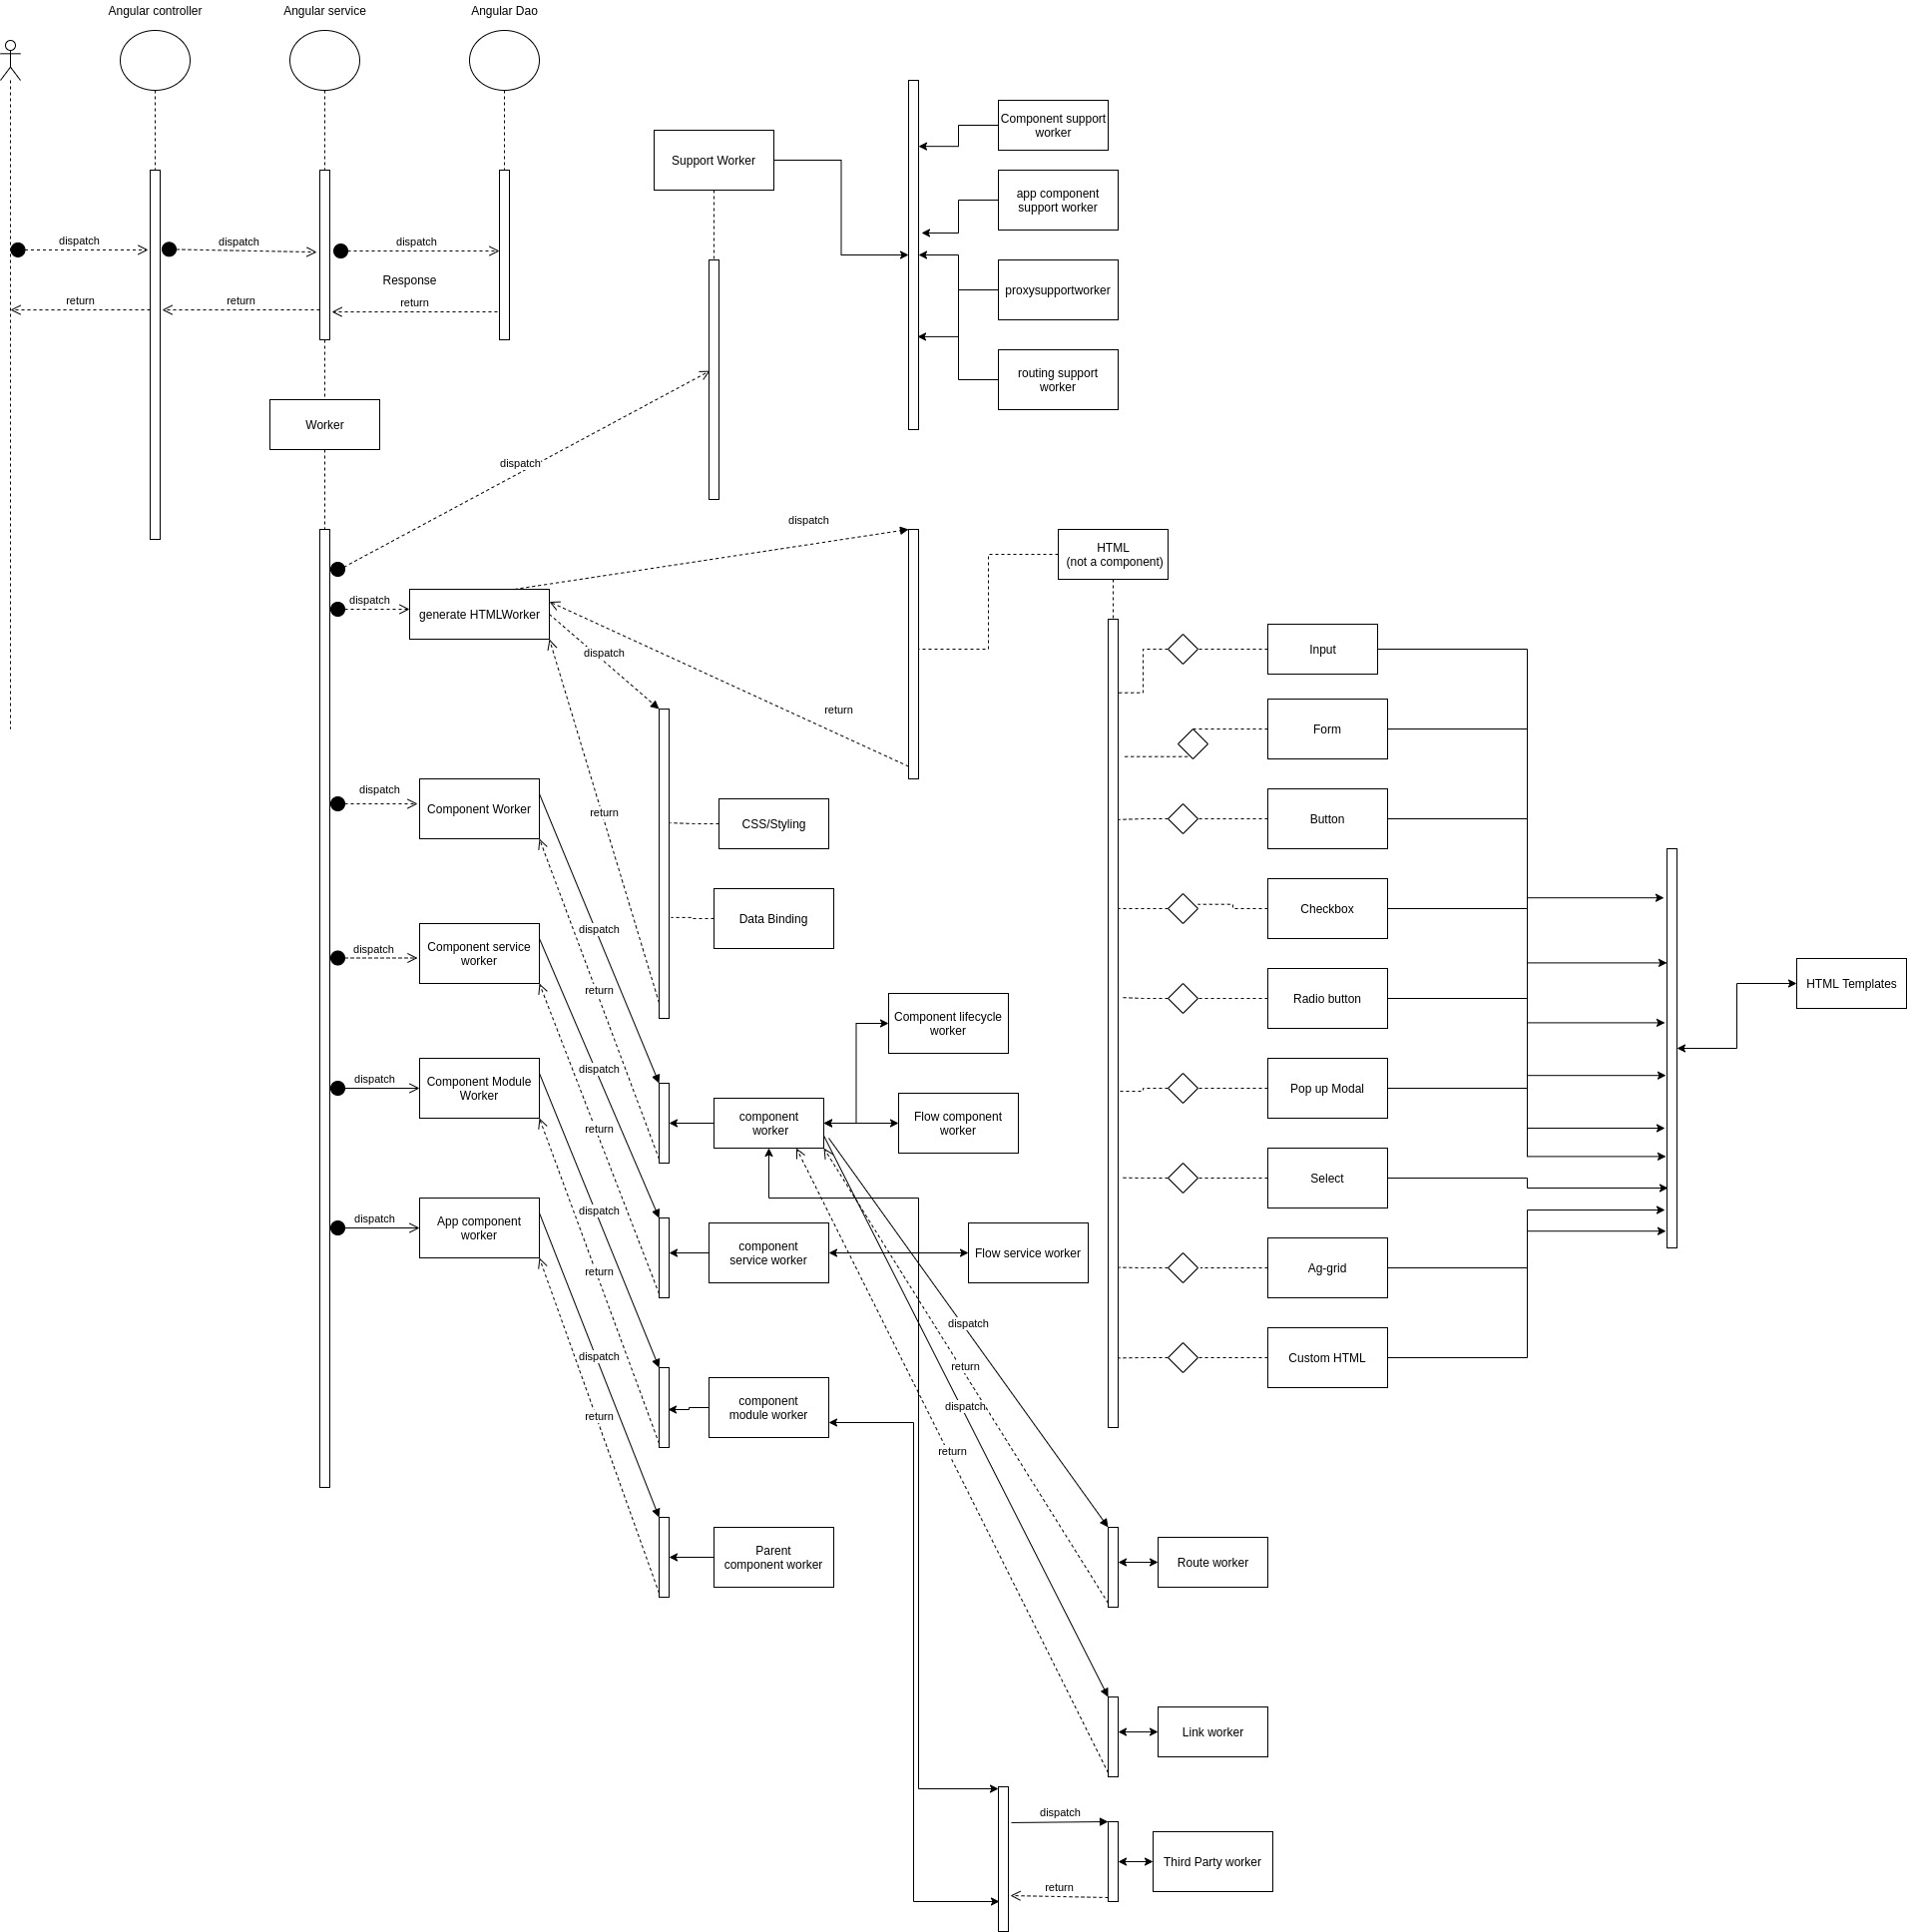 Angular controller
Angular service
Angular Dao
Component support
worker
Support Worker
app component
support worker
dispatch
dispatch
dispatch
Response
return
return
return
proxysupportworker
routing support
worker
Worker
dispatch
dispatch
HTML
(not a component)
dispatch
generate HTMLWorker
dispatch
return
Input
Form
Button
Checkbox
Radio button
Pop up Modal
Select
Ag-grid
Custom HTML
HTML Templates
dispatch
Component Worker
return
CSS/Styling
Data Binding
dispatch
dispatch
Component service
worker
return
Component lifecycle
worker
dispatch
Component Module
Worker
dispatch
return
component
worker
Flow component
worker
dispatch
App component
worker
dispatch
return
component
service worker
Flow service worker
dispatch
return
dispatch
return
dispatch
return
component
module worker
Parent
component worker
Route worker
Link worker
dispatch
Third Party worker
return